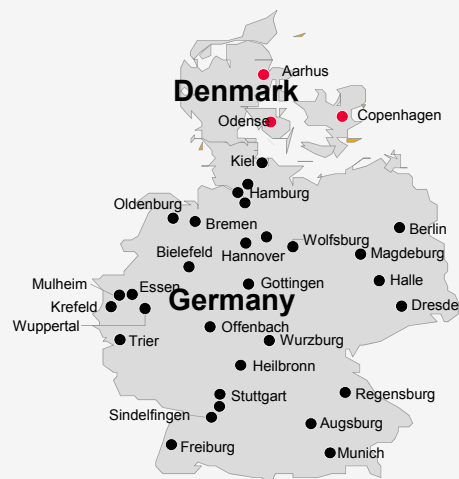 Aarhus
Denmark
Copenhagen
Odense
Kiel
Hamburg
Oldenburg
Bremen
Berlin
Wolfsburg
Hannover
Magdeburg
Bielefeld
Gottingen
Halle
Mulheim
Essen
Germany
Krefeld
Dresde
Wuppertal
Offenbach
Trier
Wurzburg
Heilbronn
Stuttgart
Regensburg
Sindelfingen
Augsburg
Freiburg
Munich